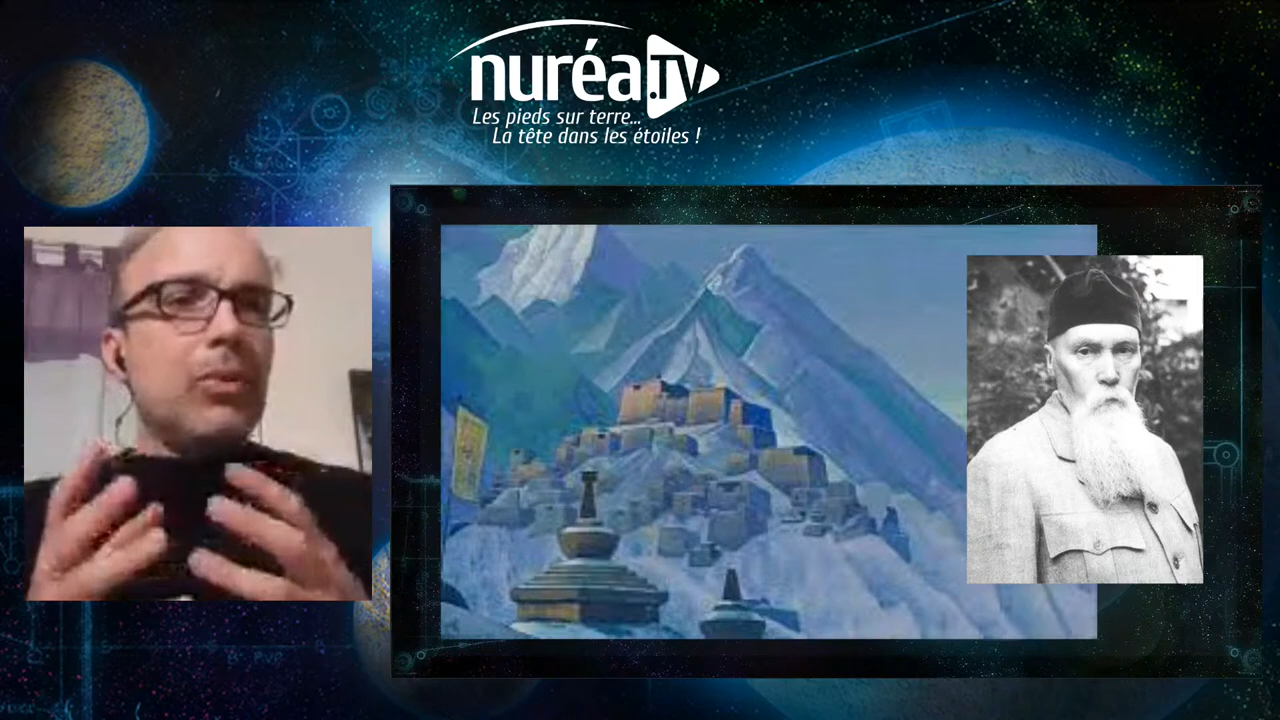 nuréa.TV
Les pieds sur terre...
La tête dans les étoiles !